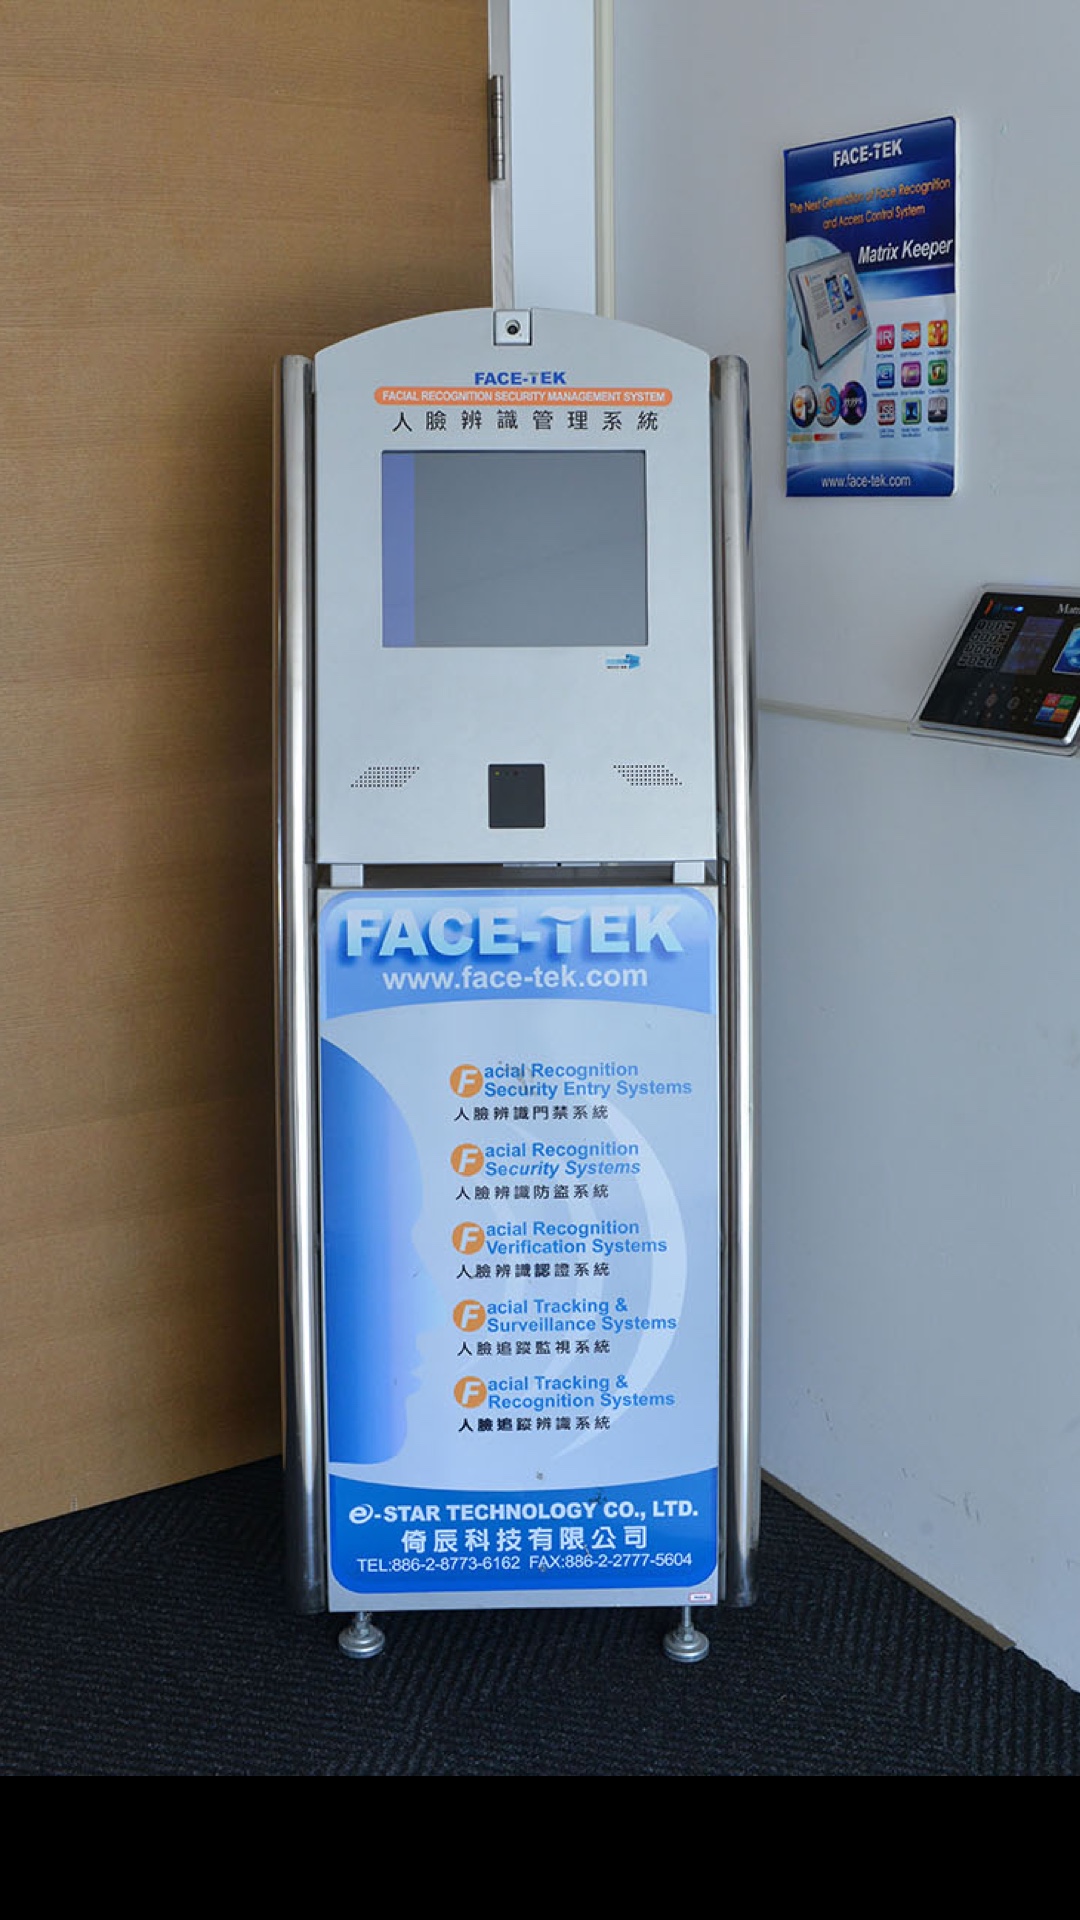 FACE-TEK
The Next Generation of Face Recognition
and Access Control System
Matrix Keeper
www.face-tek.com
FACE-TEK
FACIAL RECOGNITION SECURITY MANAGEMENT SYSTEM
人臉辨識管理系統
FACE-TEK
www.face-tek.com
Facial Recognition
Security Entry Systems
人臉辨識門禁系統
Facial Recognition
Security Systems
人臉辨識防盜系統
Facial Recognition
Verification Systems
人臉辨識認證系統
Facial Tracking &
Surveillance Systems
人臉追蹤監視系統
Facial Tracking &
Recognition Systems
人臉追蹤辨識系統
e-STAR TECHNOLOGY CO., LTD.
倚辰科技有限公司
TEL:886-2-8773-6162 FAX:886-2-2777-5604